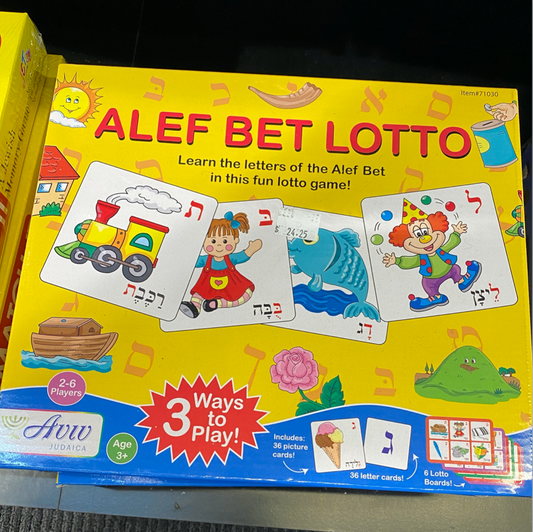 Item#71030
ALEF BET LOTTO
Learn the letters of the Alef Bet
in this fun lotto game!
ת
רַכֶּבֶת
בּ
בֻּבָּה
24.25
דָּג
ל
לֵיצָן
2-6
Players
3 Ways
to
Play!
Aviv
JUDAICA
Age
3+
Includes:
36 picture
cards!
36 letter cards!
6 Lotto
Boards!